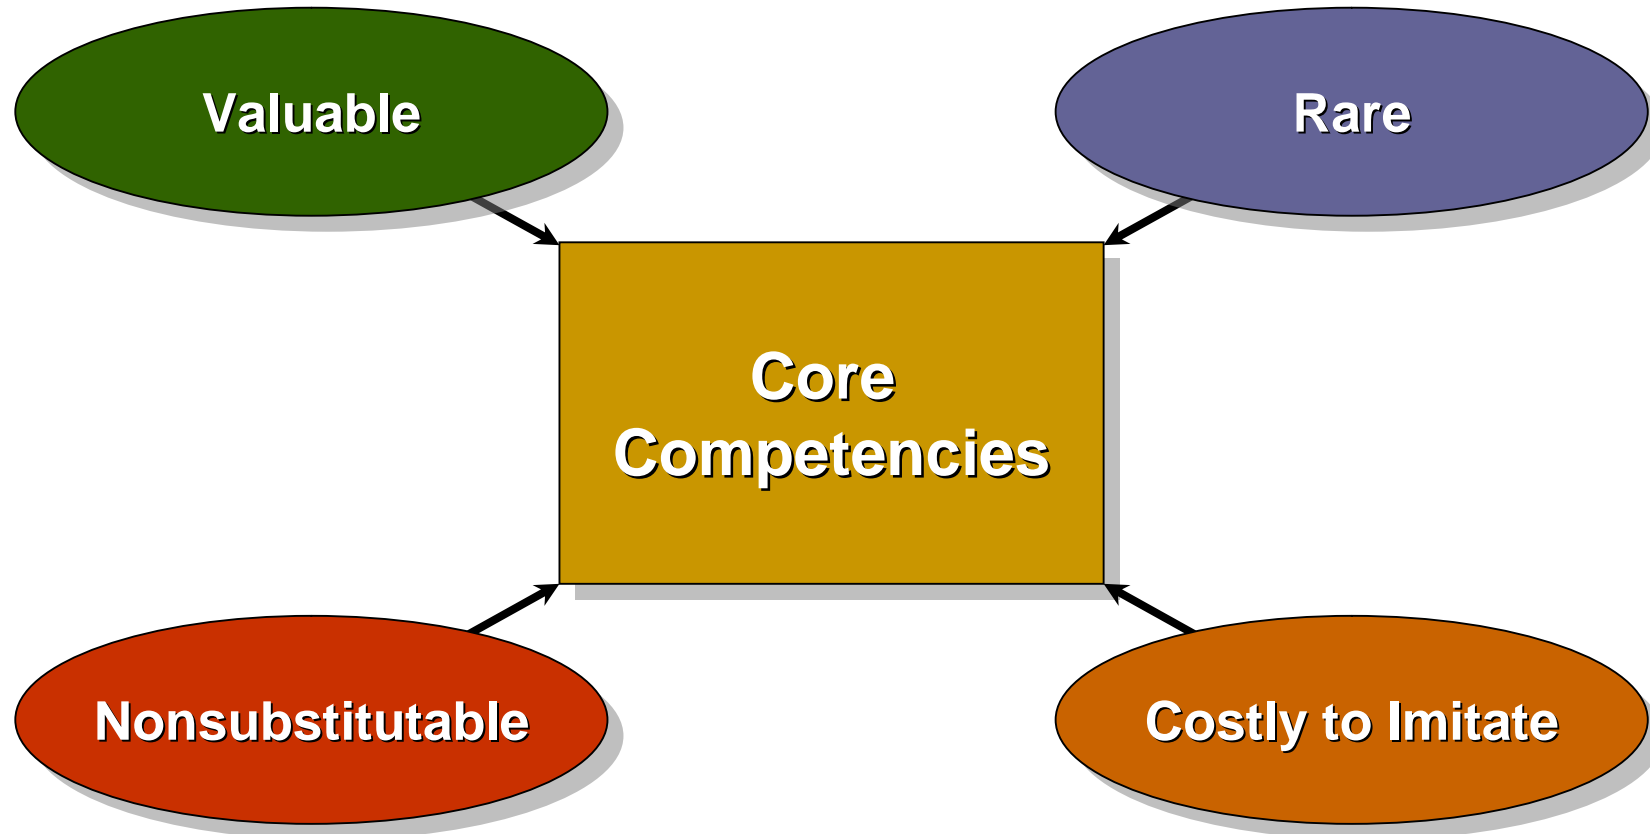 Valuable
Rare
Core
Competencies
Nonsubstitutable
Costly to Imitate